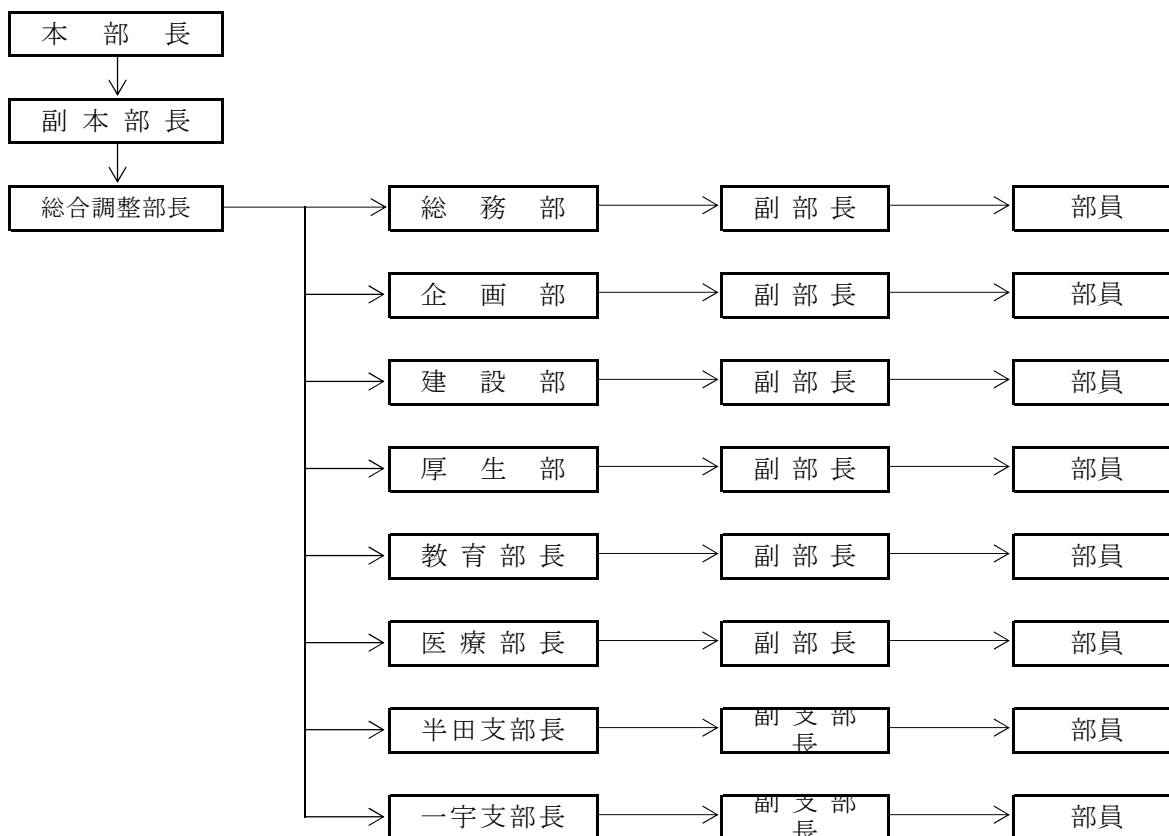 本部長
副本部長
総合調整部長 総務部 副部長 部員
企画部 副部長 部員
建設部 副部長 部員
厚生部 副部長 部員
教育部長 副部長 部員
医療部長 副部長 部員
半田支部長 副支部長 部員
一宇支部長 副支部長 部員